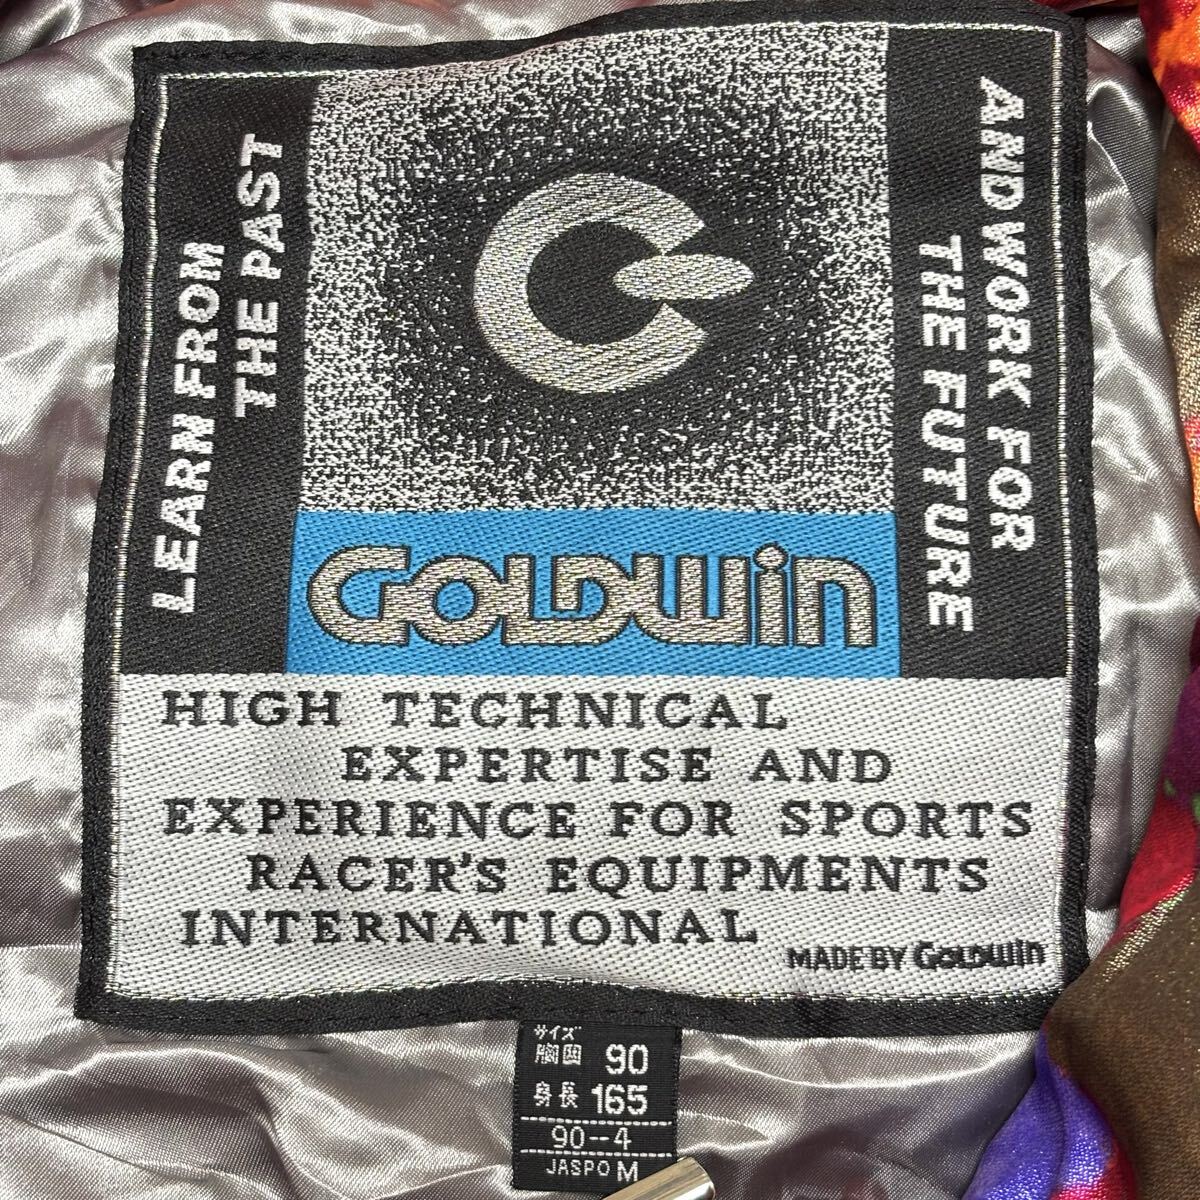 LEARN FROM
THE PAST
AND WORK FOR
THE FUTURE
GOLDWin
HIGH TECHNICAL
EXPERTISE AND
EXPERIENCE FOR SPORTS
RACER'S EQUIPMENTS
INTERNATIONAL
MADE BY GOLDWin
サイズ
胸囲 90
身長 165
90--4
JASPO M